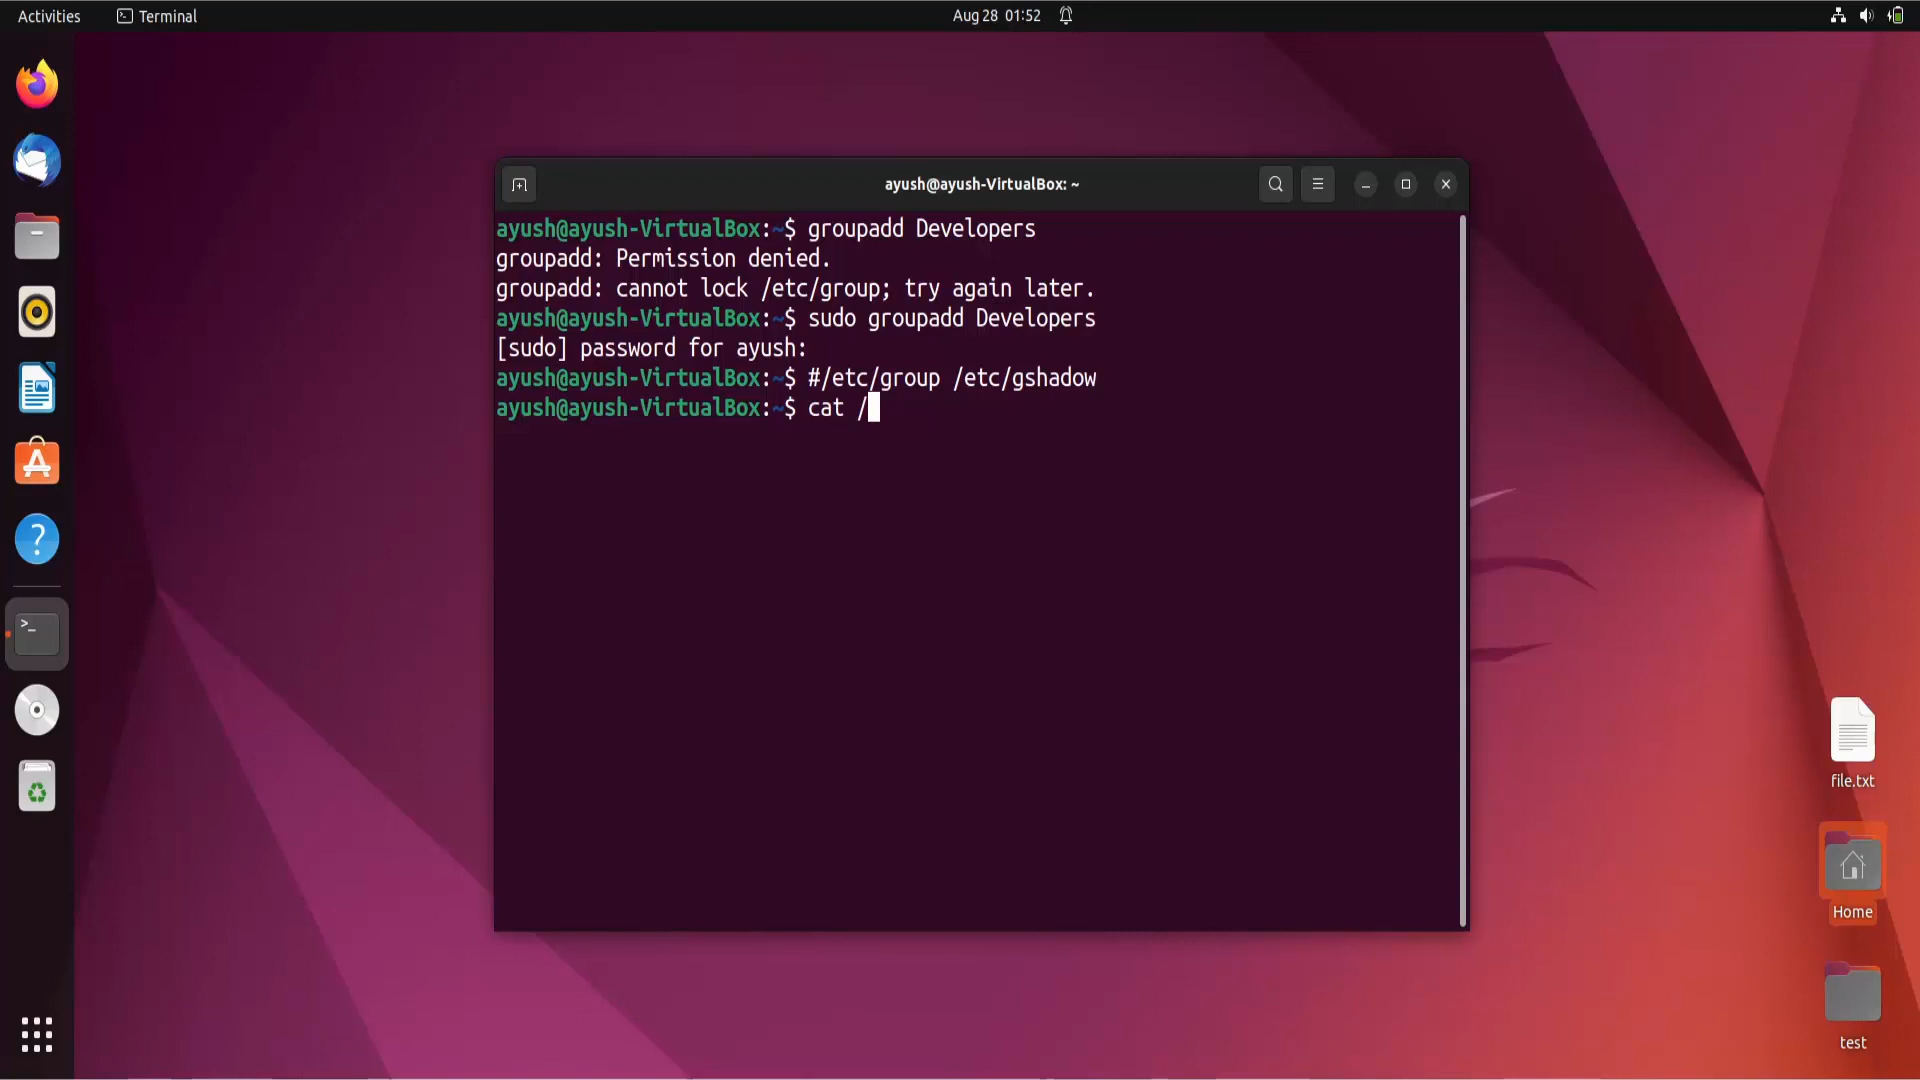 Activities
Terminal
Aug 28 01:52
ayush@ayush-VirtualBox: ~
ayush@ayush-VirtualBox:~$ groupadd Developers
groupadd: Permission denied.
groupadd: cannot lock /etc/group; try again later.
ayush@ayush-VirtualBox:~$ sudo groupadd Developers
[sudo] password for ayush:
ayush@ayush-VirtualBox:~$ #/etc/group /etc/gshadow
ayush@ayush-VirtualBox:~$ cat /
file.txt
Home
test